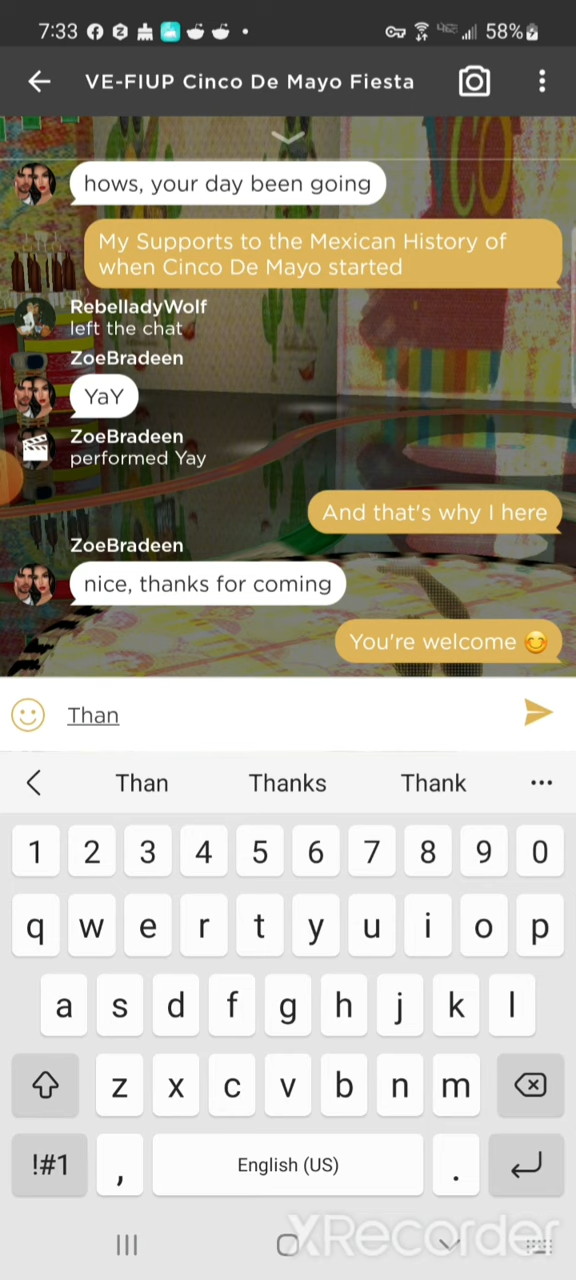 7:33 58%
VE-FIUP Cinco De Mayo Fiesta
hows, your day been going
My Supports to the Mexican History of
when Cinco De Mayo started
RebelladyWolf
left the chat
ZoeBradeen
YaY
ZoeBradeen
performed Yay
And that's why I here
ZoeBradeen
nice, thanks for coming
You're welcome 😊
Than
Than Thanks Thank
1 2 3 4 5 6 7 8 9 0
q w e r t y u i o p
a s d f g h j k l
z x c v b n m
!#1 , English (US) .
XRecorder